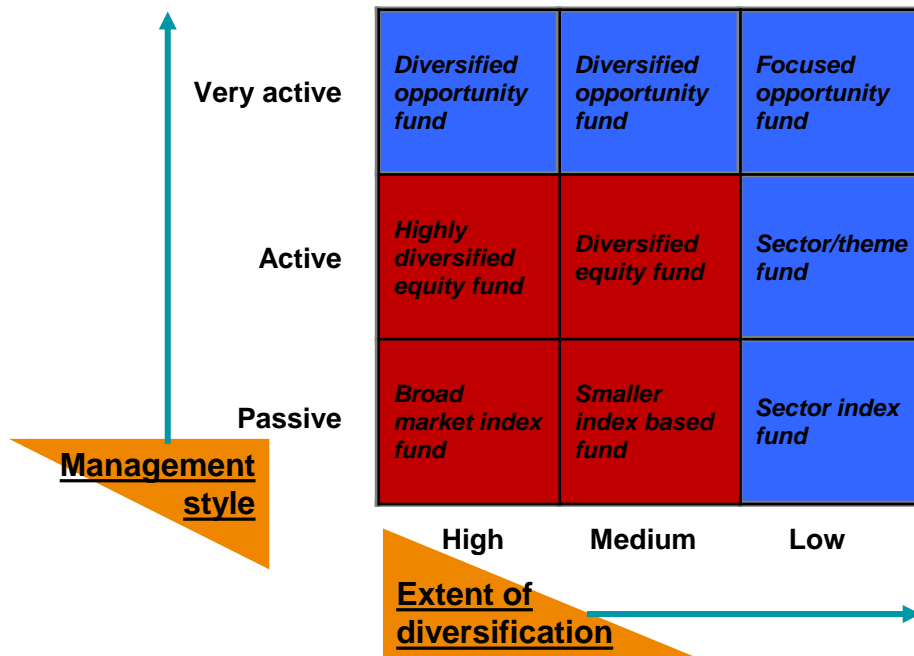 Very active
Diversified
opportunity
fund
Diversified
opportunity
fund
Focused
opportunity
fund
Active
Highly
diversified
equity fund
Diversified
equity fund
Sector/theme
fund
Passive
Broad
market index
fund
Smaller
index based
fund
Sector index
fund
Management
style
High
Medium
Low
Extent of
diversification